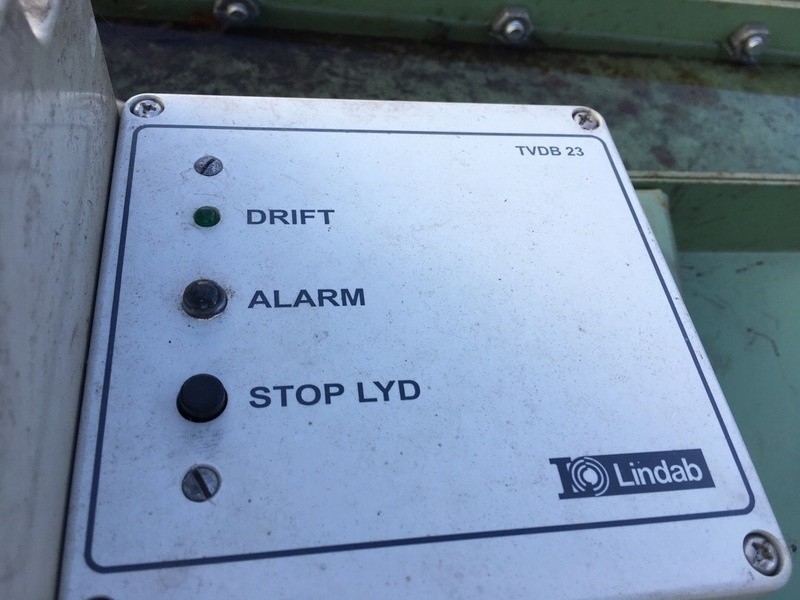 TVDB 23
DRIFT
ALARM
STOP LYD
Lindab